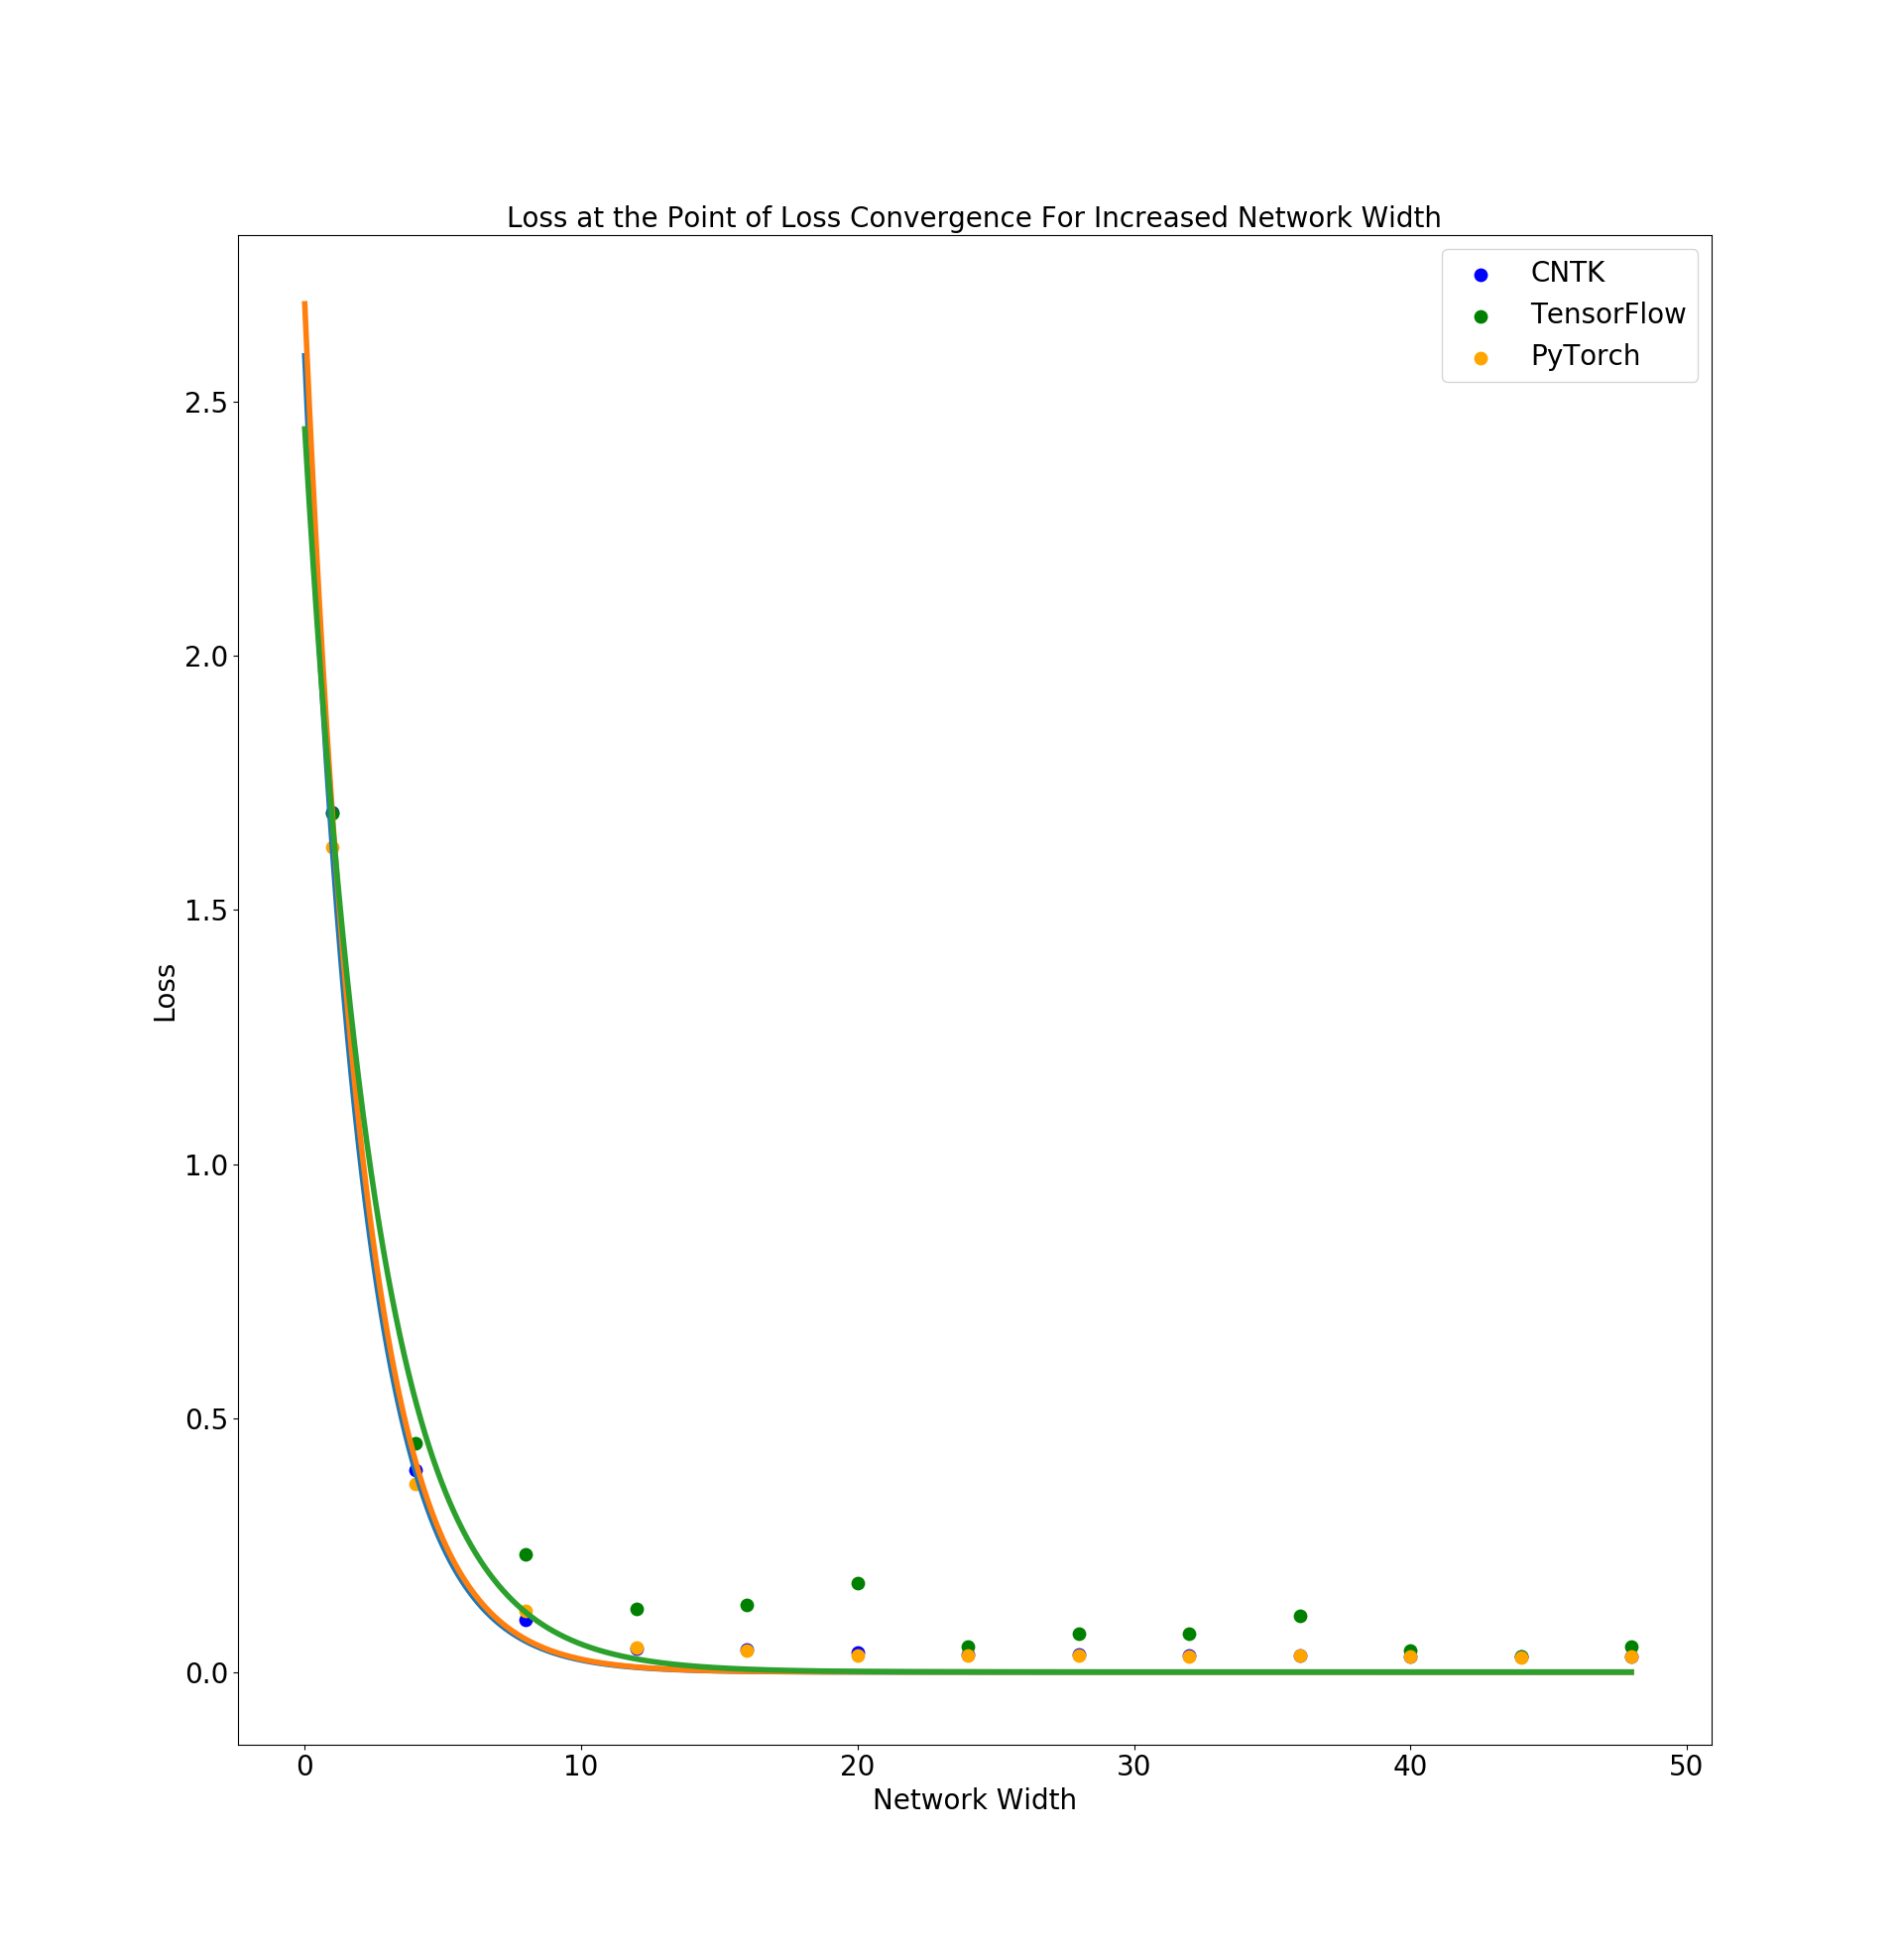 Loss at the Point of Loss Convergence For Increased Network Width
CNTK
TensorFlow
PyTorch
2.5
2.0
1.5
1.0
0.5
0.0
Loss
0 10 20 30 40 50
Network Width